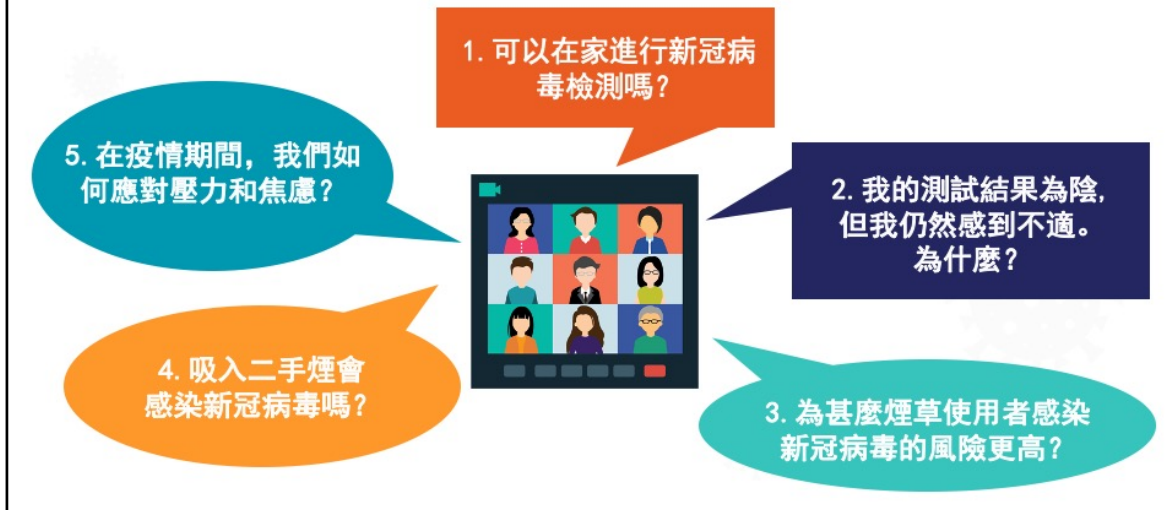 1. 可以在家進行新冠病
毒檢測嗎？
2. 我的測試結果為陰，
但我仍然感到不適。
為什麼？
3. 為甚麼煙草使用者感染
新冠病毒的風險更高？
4. 吸入二手煙會
感染新冠病毒嗎？
5. 在疫情期間，我們如
何應對壓力和焦慮？